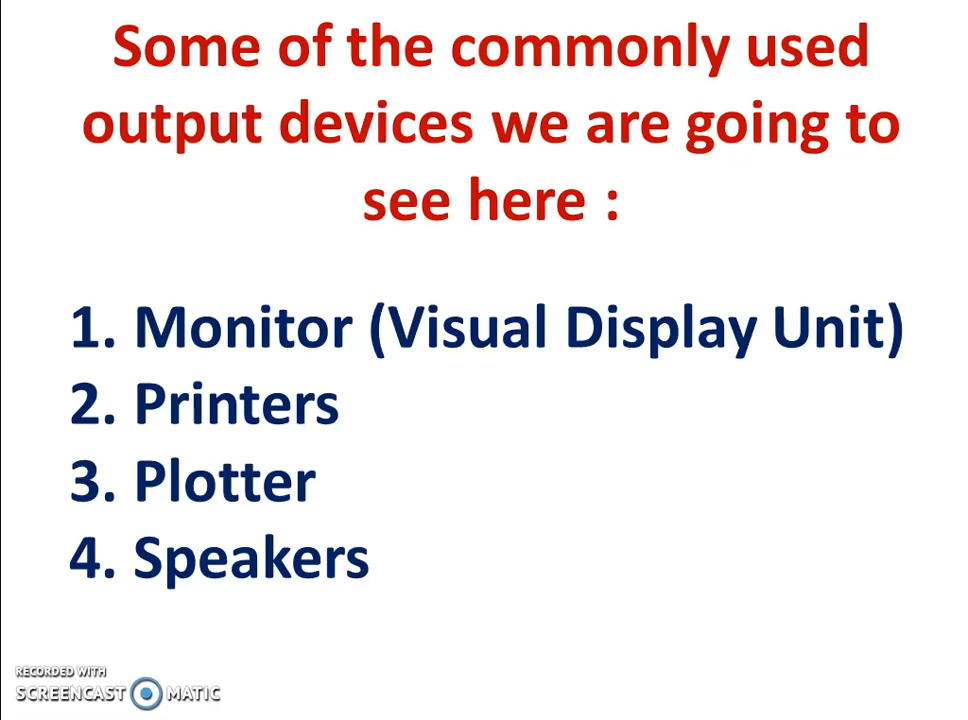 Some of the commonly used
output devices we are going to
see here :
1. Monitor (Visual Display Unit)
2. Printers
3. Plotter
4. Speakers
RECORDED WITH
SCREENCAST MATIC